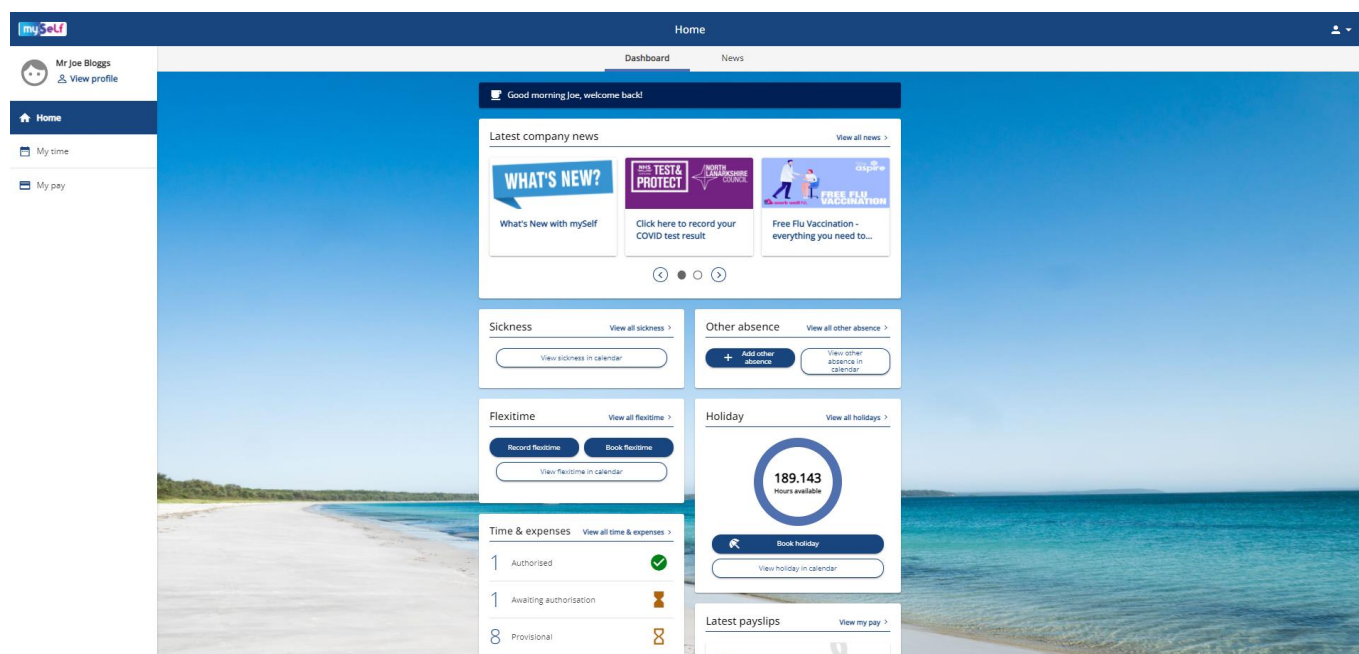 mySelf
Home
Mr Joe Bloggs
View profile
Home
My time
My pay
Dashboard
News
Good morning Joe, welcome back!
Latest company news
View all news >
WHAT'S NEW?
What's New with mySelf
NHS TEST&
PROTECT
NORTH
LANARKSHIRE
COUNCIL
Click here to record your
COVID test result
aspire
work well NL
FREE FLU
VACCINATION
Free Flu Vaccination -
everything you need to...
Sickness
View all sickness >
View sickness in calendar
Other absence
View all other absence >
+ Add other
absence
View other
absence in
calendar
Flexitime
View all flexitime >
Record flexitime
Book flexitime
View flexitime in calendar
Holiday
View all holidays >
189.143
Hours available
Book holiday
View holiday in calendar
Time & expenses
View all time & expenses >
1 Authorised
1 Awaiting authorisation
8 Provisional
Latest payslips
View my pay >